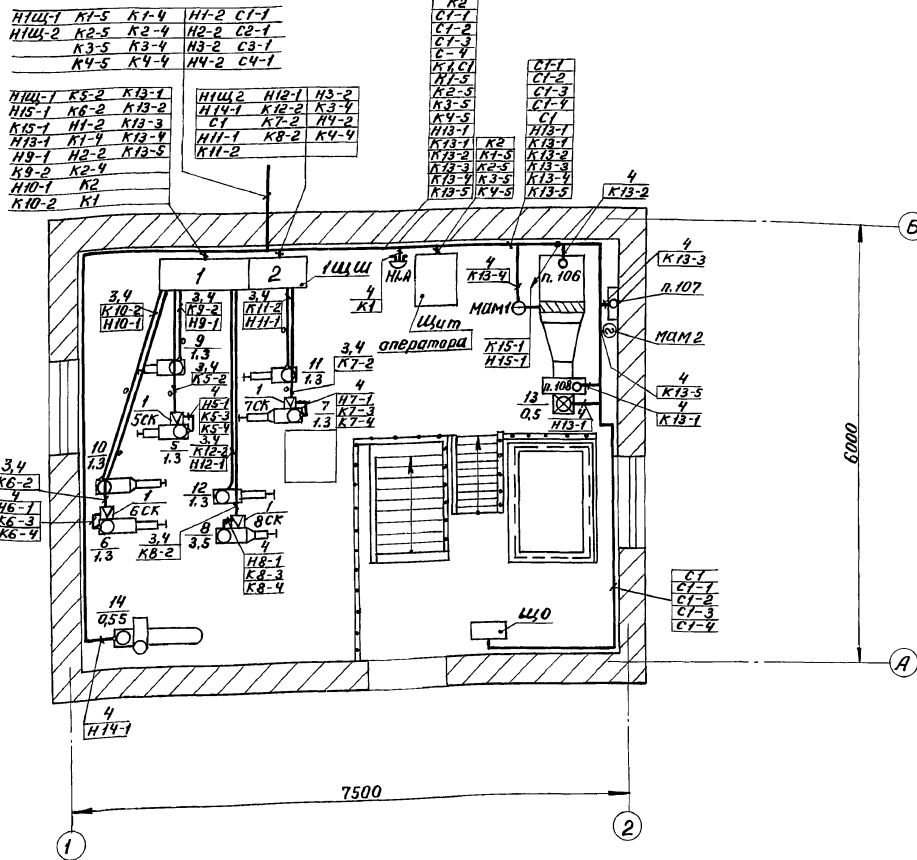 Н1Щ-1 К1-5 К1-4 Н1-2 С1-1
Н1Щ-2 К2-5 К2-4 Н2-2 С2-1
К3-5 К3-4 Н3-2 С3-1
К4-5 К4-4 Н4-2 С4-1
Н1Щ-1 К5-2 К13-1
Н15-1 К6-2 К13-2
К15-1 Н1-2 К13-3
Н13-1 К1-4 К13-4
Н9-1 Н2-2 К13-5
К9-2 К2-4
Н10-1 К2
К10-2 К1
Н1Щ2 Н12-1 Н3-2
Н14-1 К12-2 К3-4
С1 К7-2 Н4-2
Н11-1 К8-2 К4-4
К11-2
К2
С1-1
С1-2
С1-3
С-4
К1,С1
К1-5
К2-5
К3-5
К4-5
Н13-1
К13-1
К13-2
К13-3
К13-4
К13-5
К2
К1-5
К2-5
К3-5
К4-5
С1-1
С1-2
С1-3
С1-4
С1
Н13-1
К13-1
К13-2
К13-3
К13-4
К13-5
4
К13-2
Б
4
К13-3
п.107
МАМ2
4
К13-5
4
К13-1
1
2
1ЩШ
HLA
4
К1
Щит
оператора
4
К13-4
МАМ1
п.106
К15-1
Н15-1
п.108
13
0,5
4
Н13-1
3,4
К10-2
Н10-1
3,4
К9-2
Н9-1
3,4
К11-2
Н11-1
9
1,3
3,4
К5-2
11
1,3
3,4
К7-2
1
5СК
4
Н5-1
К5-3
К5-4
5
1,3
3,4
К12-2
Н12-1
1
7СК
7
1,3
4
Н7-1
К7-3
К7-4
10
1,3
3,4
К6-2
4
Н6-1
К6-3
К6-4
1
6СК
6
1,3
12
1,3
3,4
К8-2
8
3,5
1
8СК
4
Н8-1
К8-3
К8-4
14
0,55
4
Н14-1
ЩО
С1
С1-1
С1-2
С1-3
С1-4
6000
А
7500
1
2